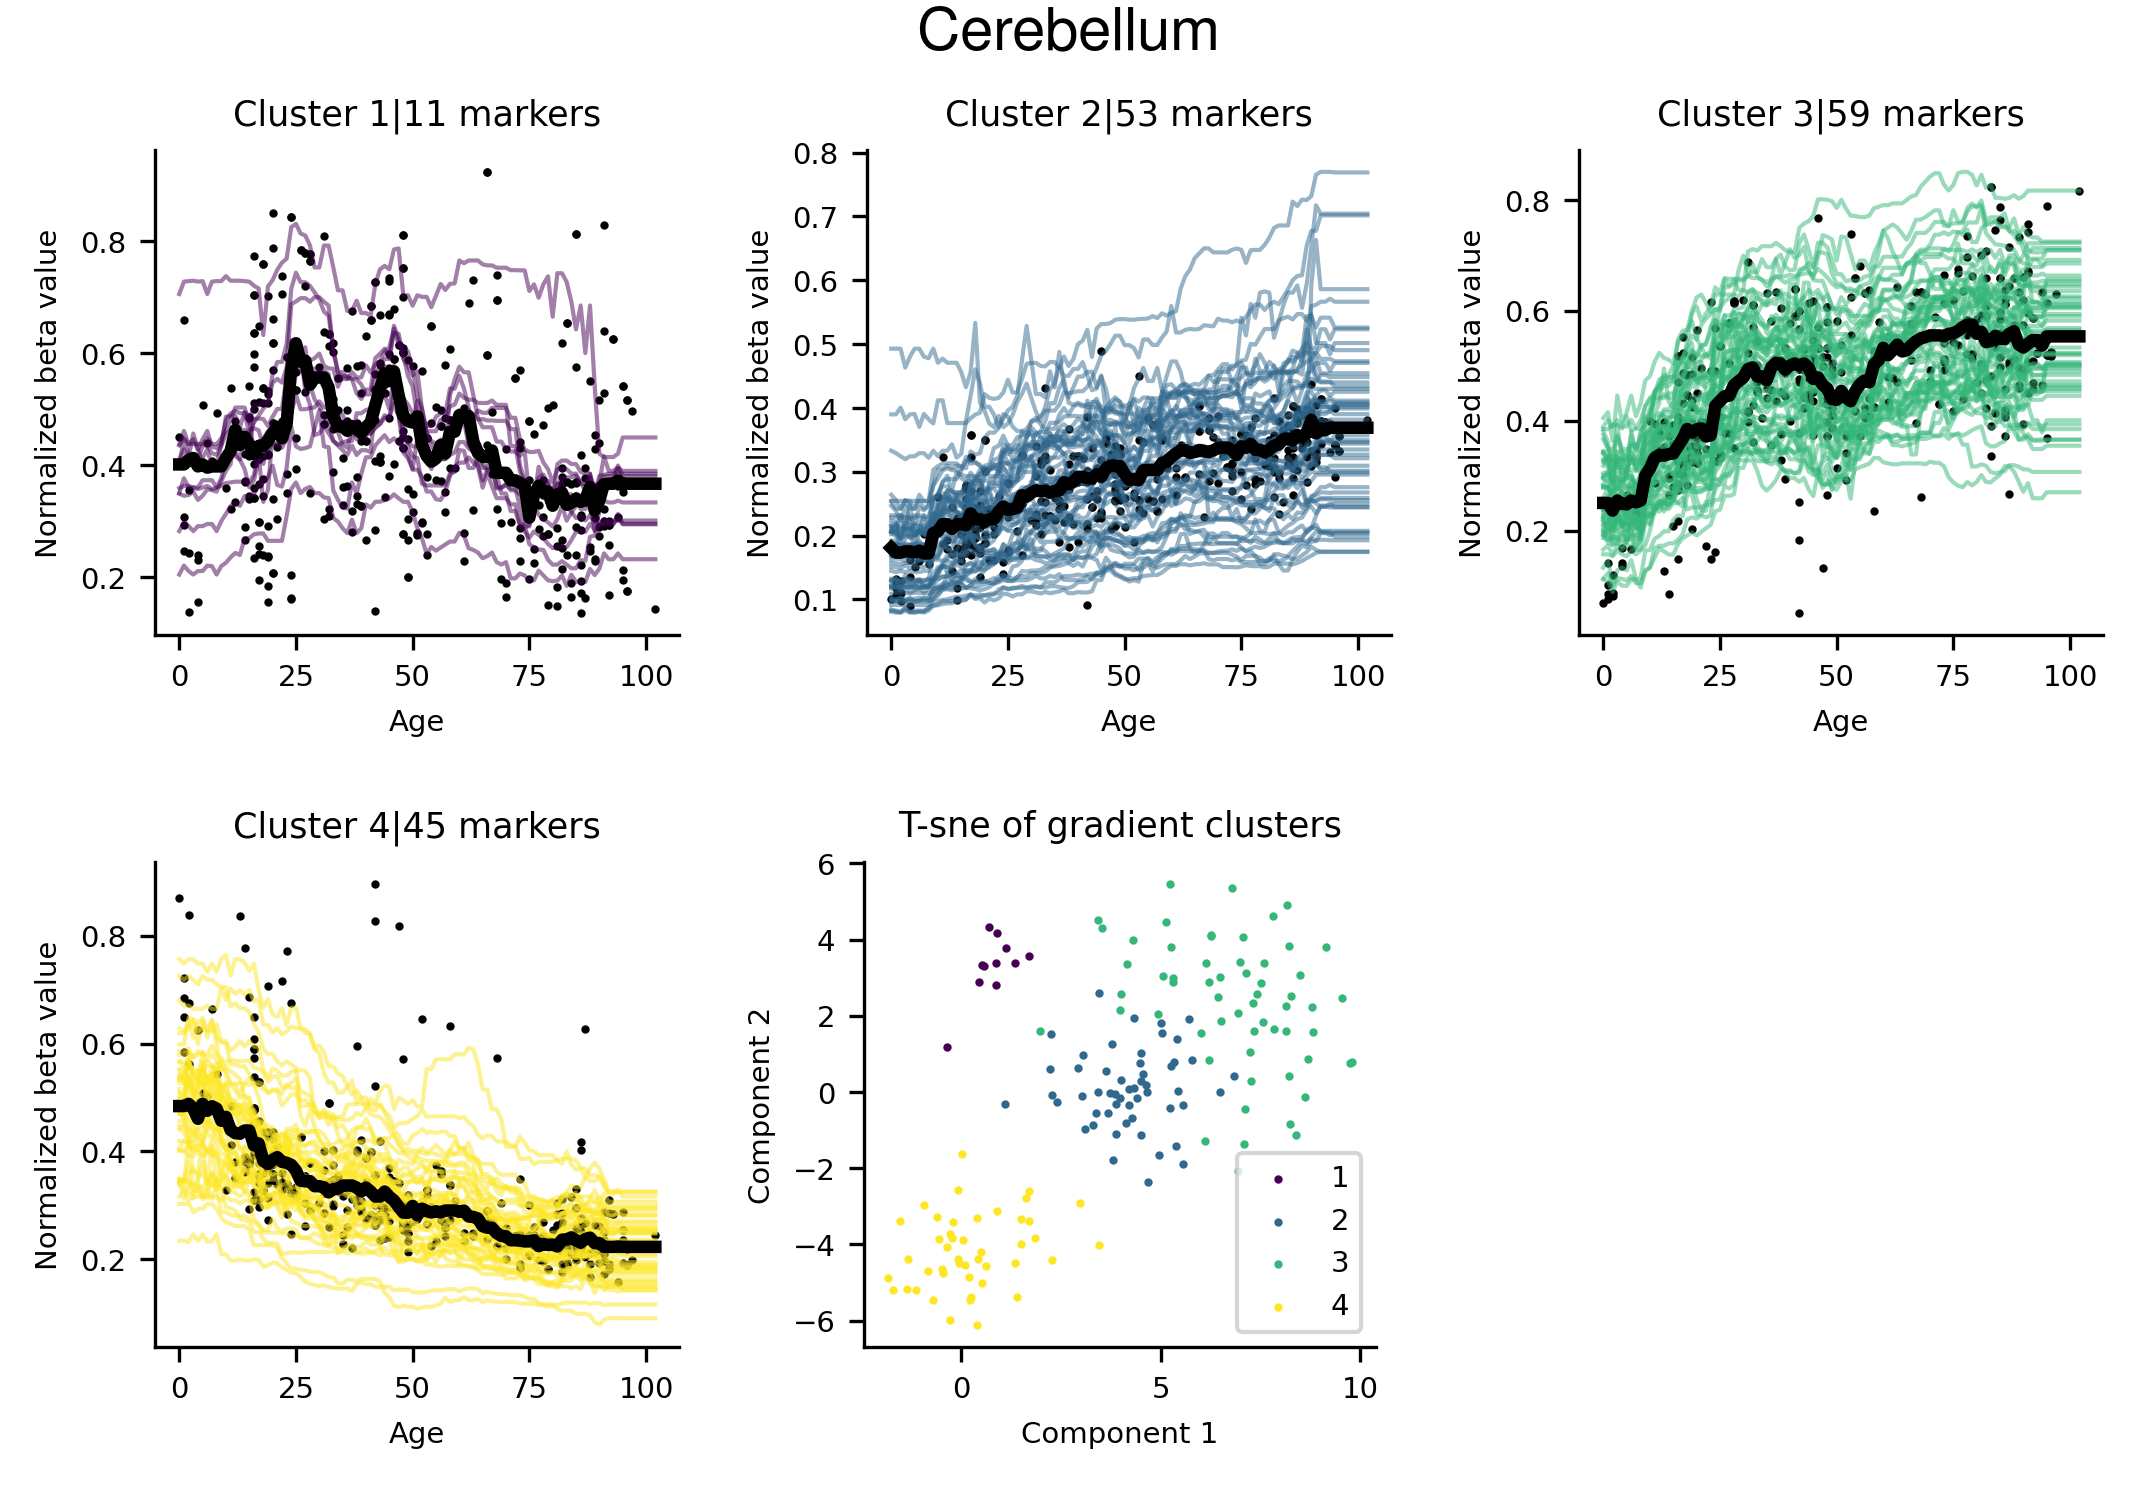 Cerebellum
Cluster 1|11 markers
Normalized beta value
0.8
0.6
0.4
0.2
0 25 50 75 100
Age
Cluster 2|53 markers
Normalized beta value
0.8
0.7
0.6
0.5
0.4
0.3
0.2
0.1
0 25 50 75 100
Age
Cluster 3|59 markers
Normalized beta value
0.8
0.6
0.4
0.2
0 25 50 75 100
Age
Cluster 4|45 markers
Normalized beta value
0.8
0.6
0.4
0.2
0 25 50 75 100
Age
T-sne of gradient clusters
Component 2
6
4
2
0
−2
−4
−6
0 5 10
Component 1
1
2
3
4